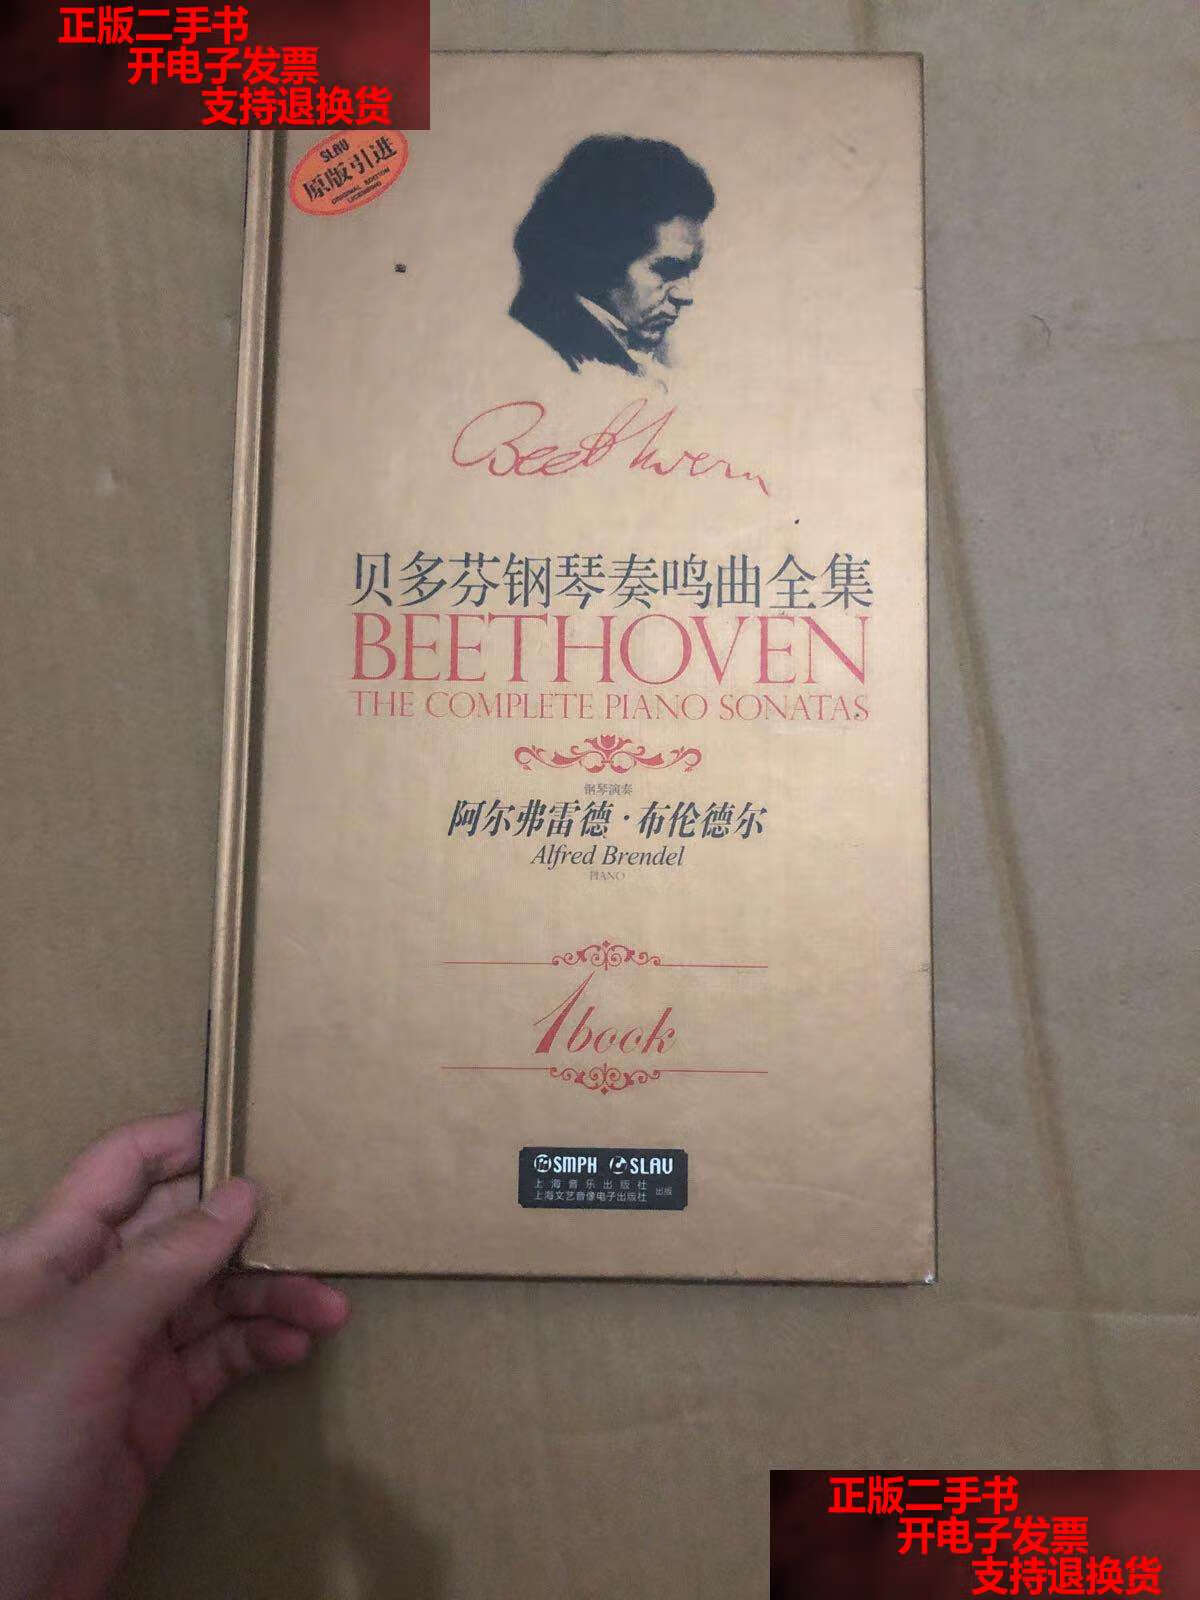 正版二手书
开电子发票
支持退换货
SLAV
原版引进
ORIGINAL EDITION
LICENSING
Beethoven
贝多芬钢琴奏鸣曲全集
BEETHOVEN
THE COMPLETE PIANO SONATAS
钢琴演奏
阿尔弗雷德·布伦德尔
Alfred Brendel
PIANO
1book
SMPH SLAV
上海音乐出版社
上海文艺音像电子出版社 出版
正版二手书
开电子发票
支持退换货